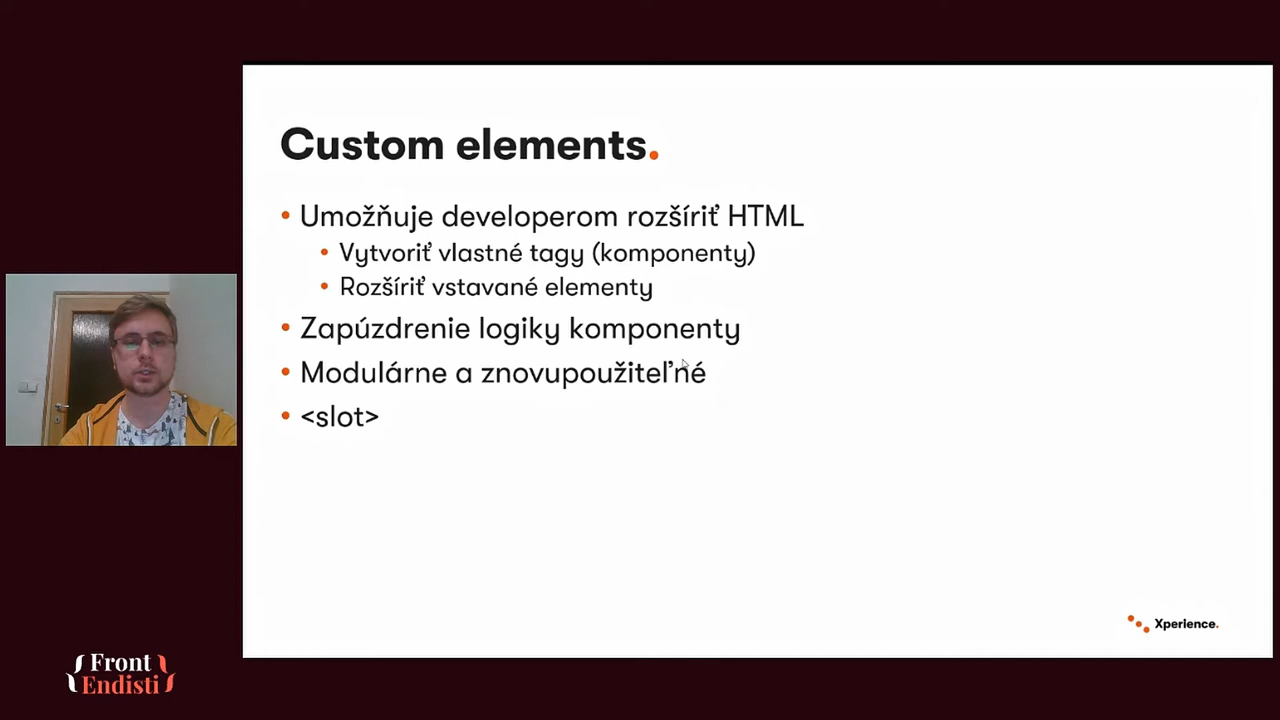 Custom elements.
• Umožňuje developerom rozšíriť HTML
• Vytvoriť vlastné tagy (komponenty)
• Rozšíriť vstavané elementy
• Zapúzdrenie logiky komponenty
• Modulárne a znovupoužiteľné
• <slot>
Xperience.
{Front
Endisti}